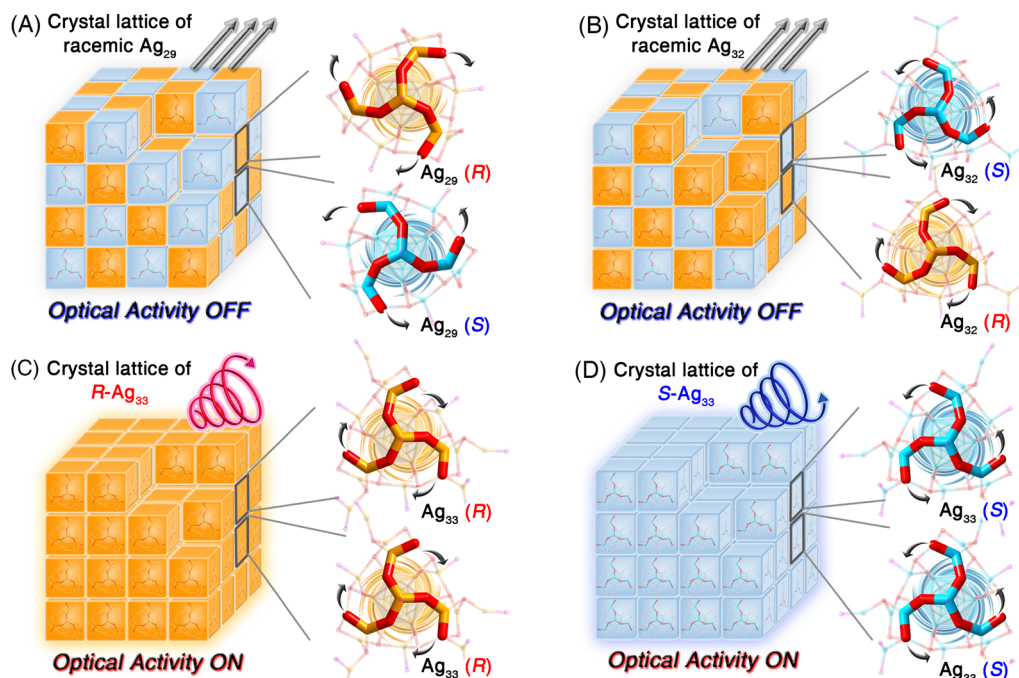 (A) Crystal lattice of
racemic Ag29
Ag29 (R)
Ag29 (S)
Optical Activity OFF
(B) Crystal lattice of
racemic Ag32
Ag32 (S)
Ag32 (R)
Optical Activity OFF
(C) Crystal lattice of
R-Ag33
Ag33 (R)
Ag33 (R)
Optical Activity ON
(D) Crystal lattice of
S-Ag33
Ag33 (S)
Ag33 (S)
Optical Activity ON